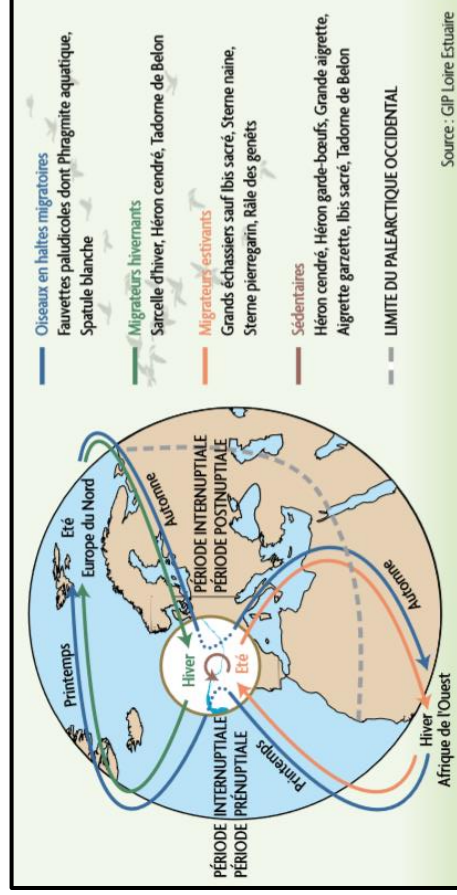 Printemps
Eté
Europe du Nord
Automne
PÉRIODE INTERNUPTIALE
PÉRIODE PRÉNUPTIALE
Hiver
Eté
PÉRIODE INTERNUPTIALE
PÉRIODE POSTNUPTIALE
Printemps
Automne
Hiver
Afrique de l'Ouest
Oiseaux en haltes migratoires
Fauvettes paludicoles dont Phragmite aquatique,
Spatule blanche
Migrateurs hivernants
Sarcelle d'hiver, Héron cendré, Tadorne de Belon
Migrateurs estivants
Grands échassiers sauf Ibis sacré, Sterne naine,
Sterne pierregarin, Râle des genêts
Sédentaires
Héron cendré, Héron garde-bœufs, Grande aigrette,
Aigrette garzette, Ibis sacré, Tadorne de Belon
LIMITE DU PALEARCTIQUE OCCIDENTAL
Source : GIP Loire Estuaire